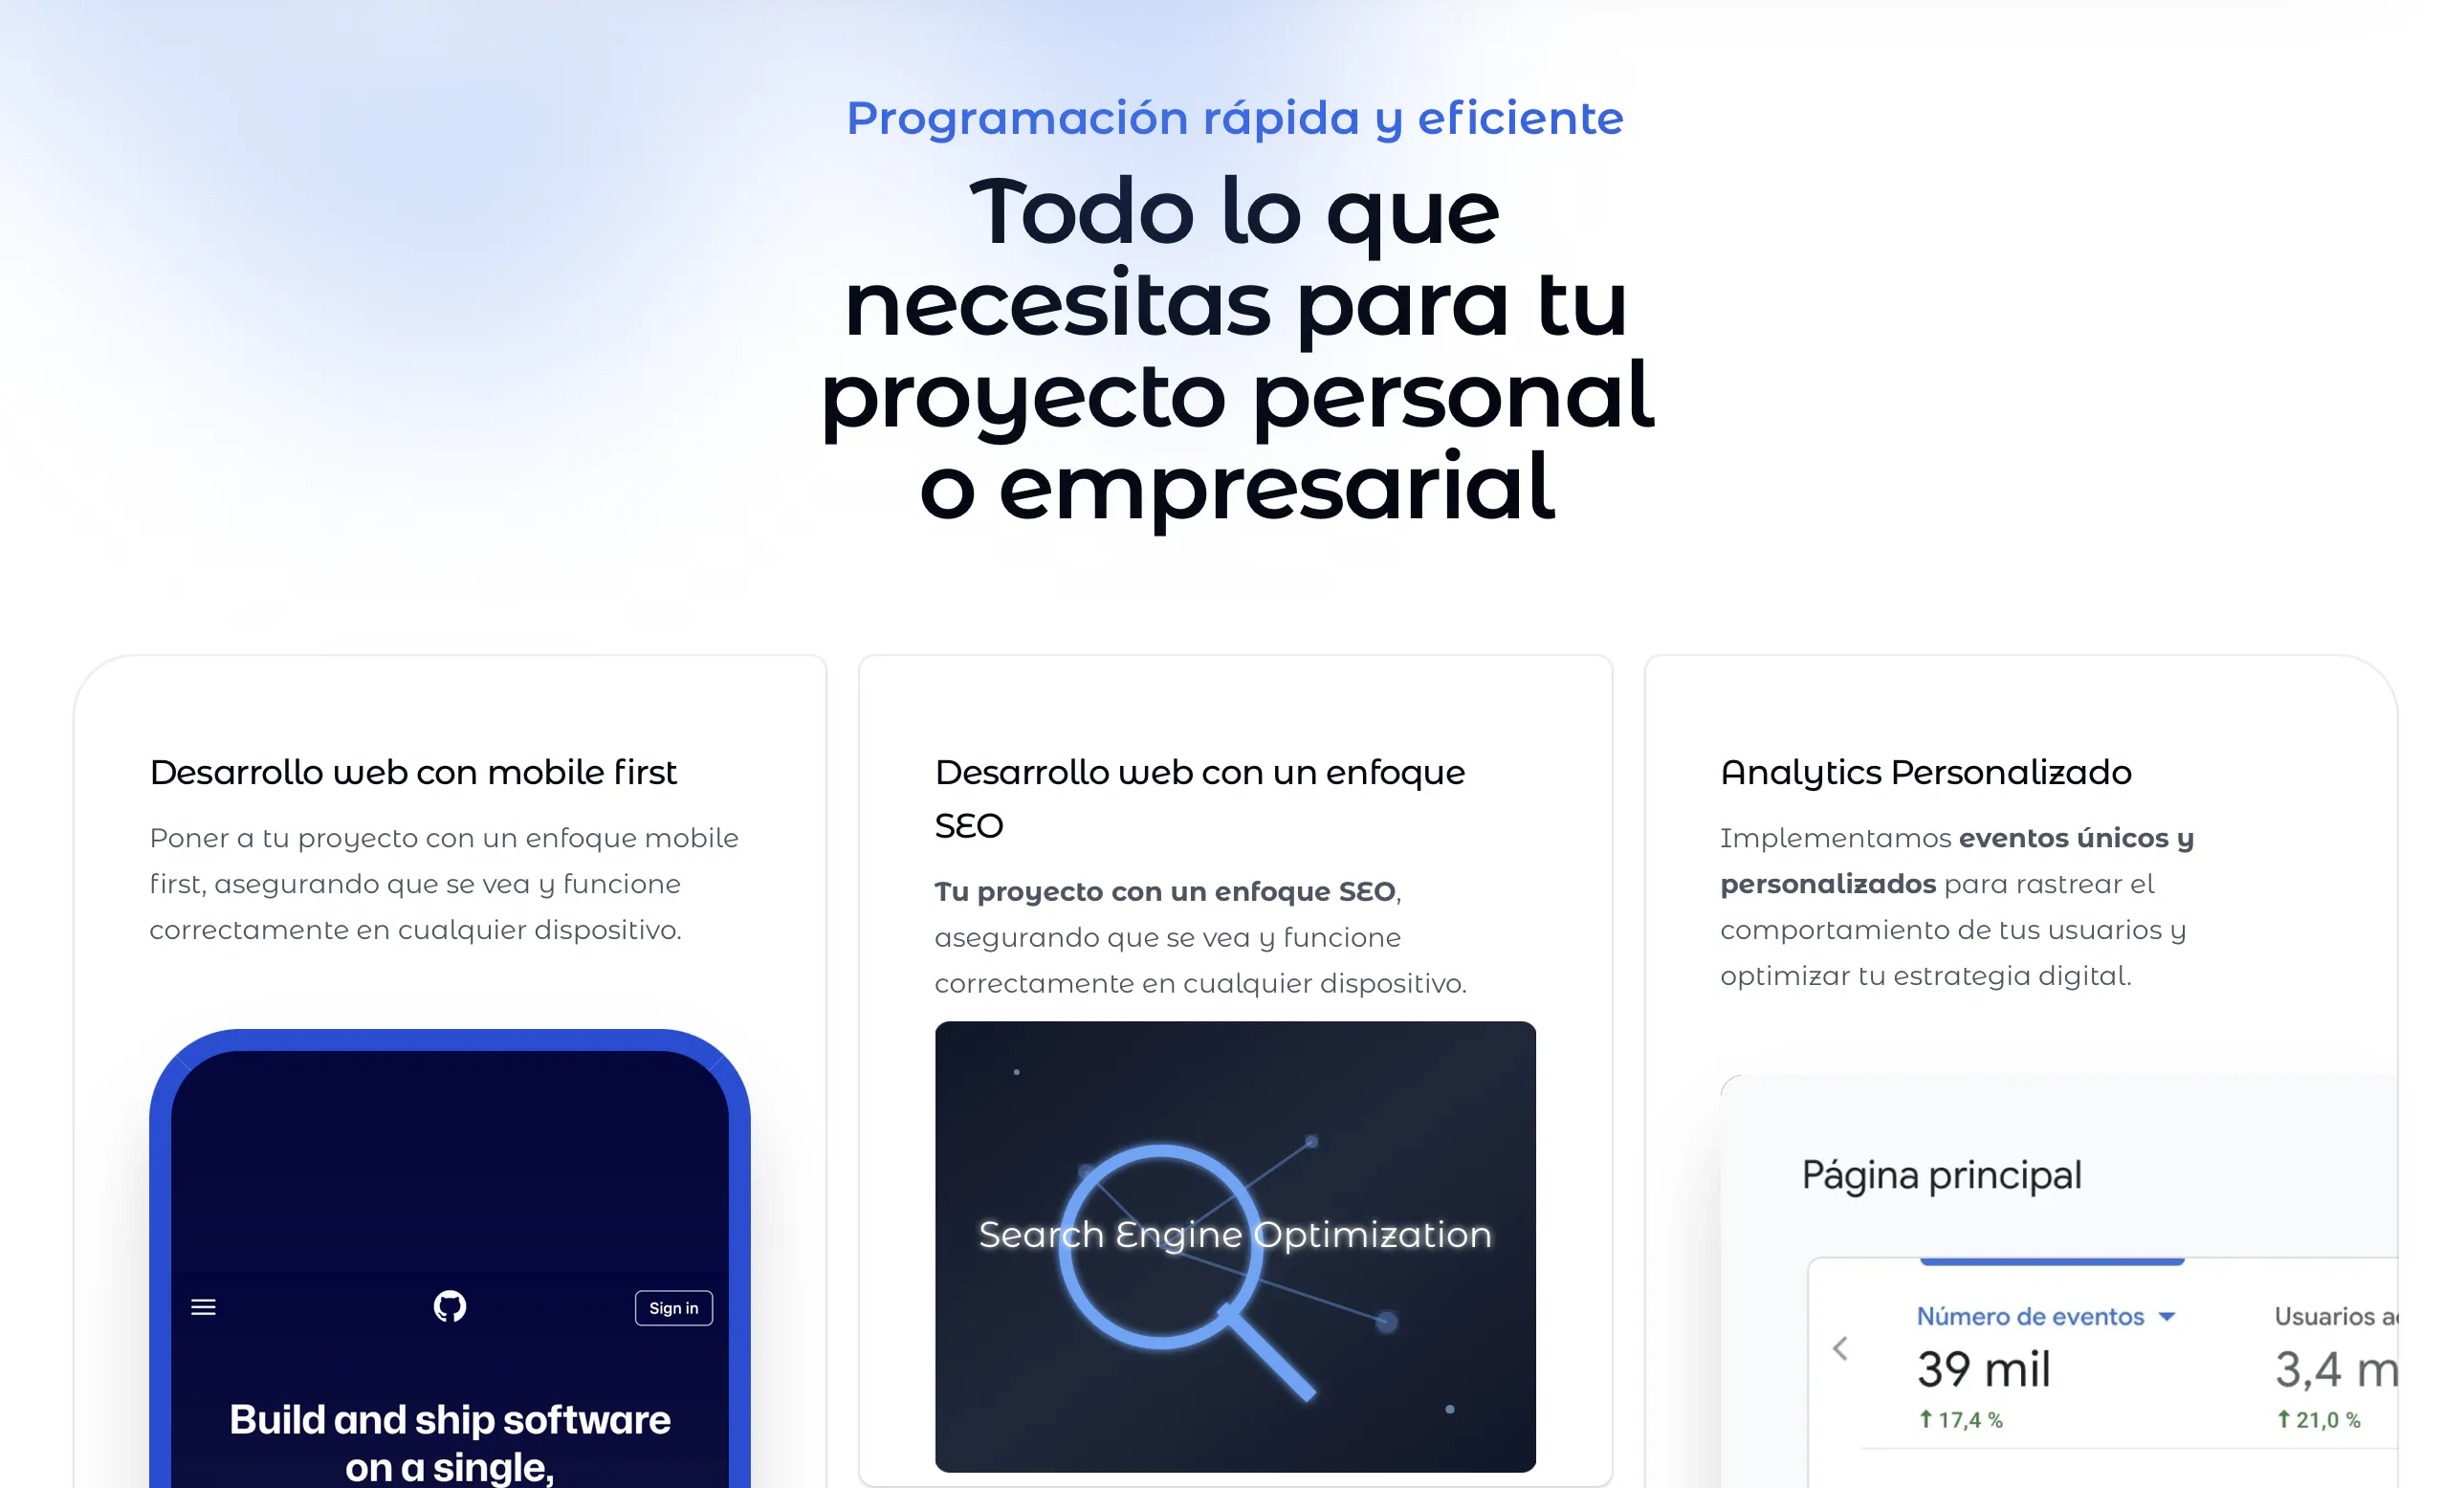 Programación rápida y eficiente
Todo lo que
necesitas para tu
proyecto personal
o empresarial
Desarrollo web con mobile first
Poner a tu proyecto con un enfoque mobile
first, asegurando que se vea y funcione
correctamente en cualquier dispositivo.
Sign in
Build and ship software
on a single,
Desarrollo web con un enfoque
SEO
Tu proyecto con un enfoque SEO,
asegurando que se vea y funcione
correctamente en cualquier dispositivo.
Search Engine Optimization
Analytics Personalizado
Implementamos eventos únicos y
personalizados para rastrear el
comportamiento de tus usuarios y
optimizar tu estrategia digital.
Página principal
Número de eventos
39 mil
17,4 %
Usuarios
3,4
21,0 %